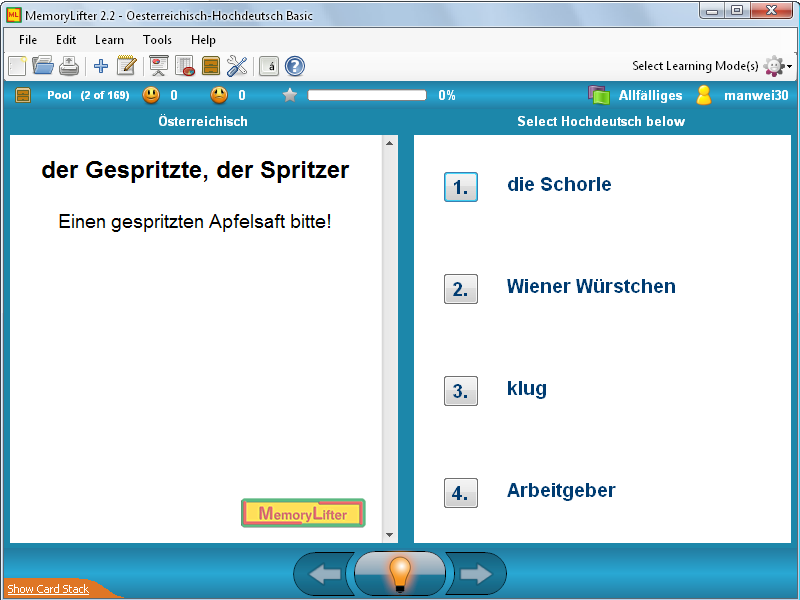 MemoryLifter 2.2 - Oesterreichisch-Hochdeutsch Basic
File Edit Learn Tools Help
á ? Select Learning Mode(s)
Pool (2 of 169) 0 0 0% Allfälliges manwei30
Österreichisch
Select Hochdeutsch below
der Gespritzte, der Spritzer
Einen gespritzten Apfelsaft bitte!
MemoryLifter
1. die Schorle
2. Wiener Würstchen
3. klug
4. Arbeitgeber
Show Card Stack